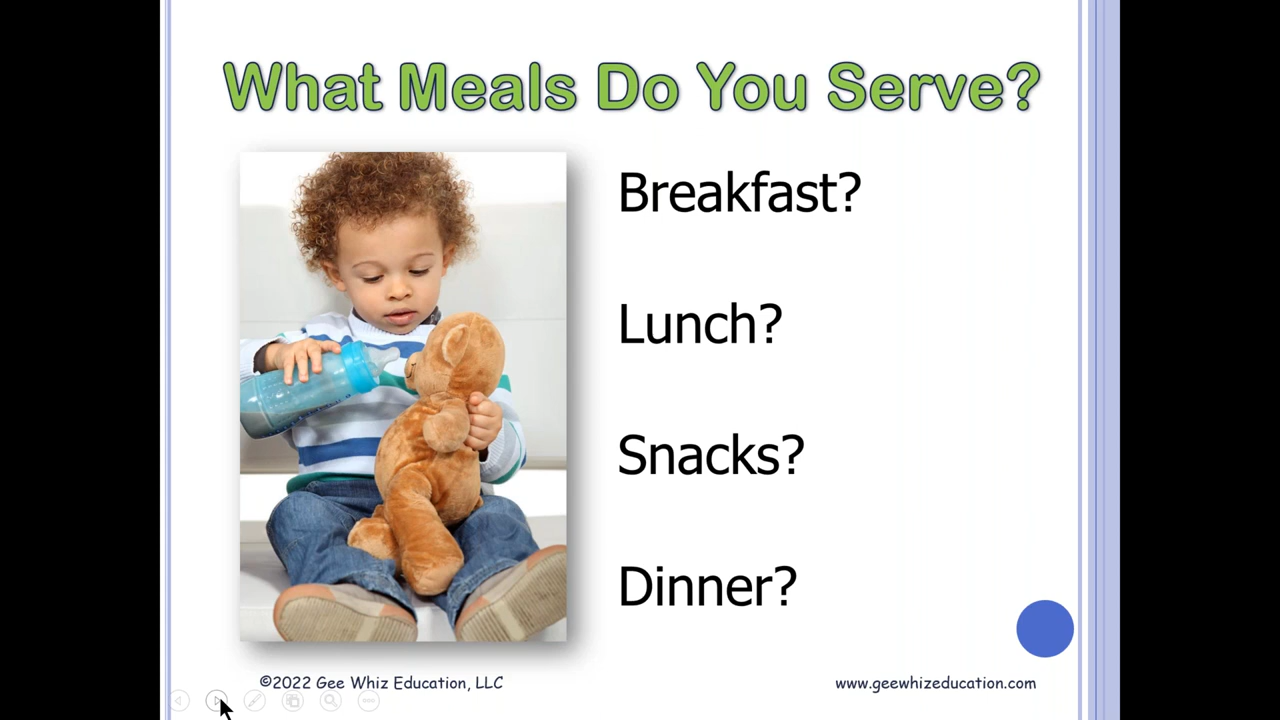 What Meals Do You Serve?
Breakfast?
Lunch?
Snacks?
Dinner?
©2022 Gee Whiz Education, LLC
www.geewhizeducation.com